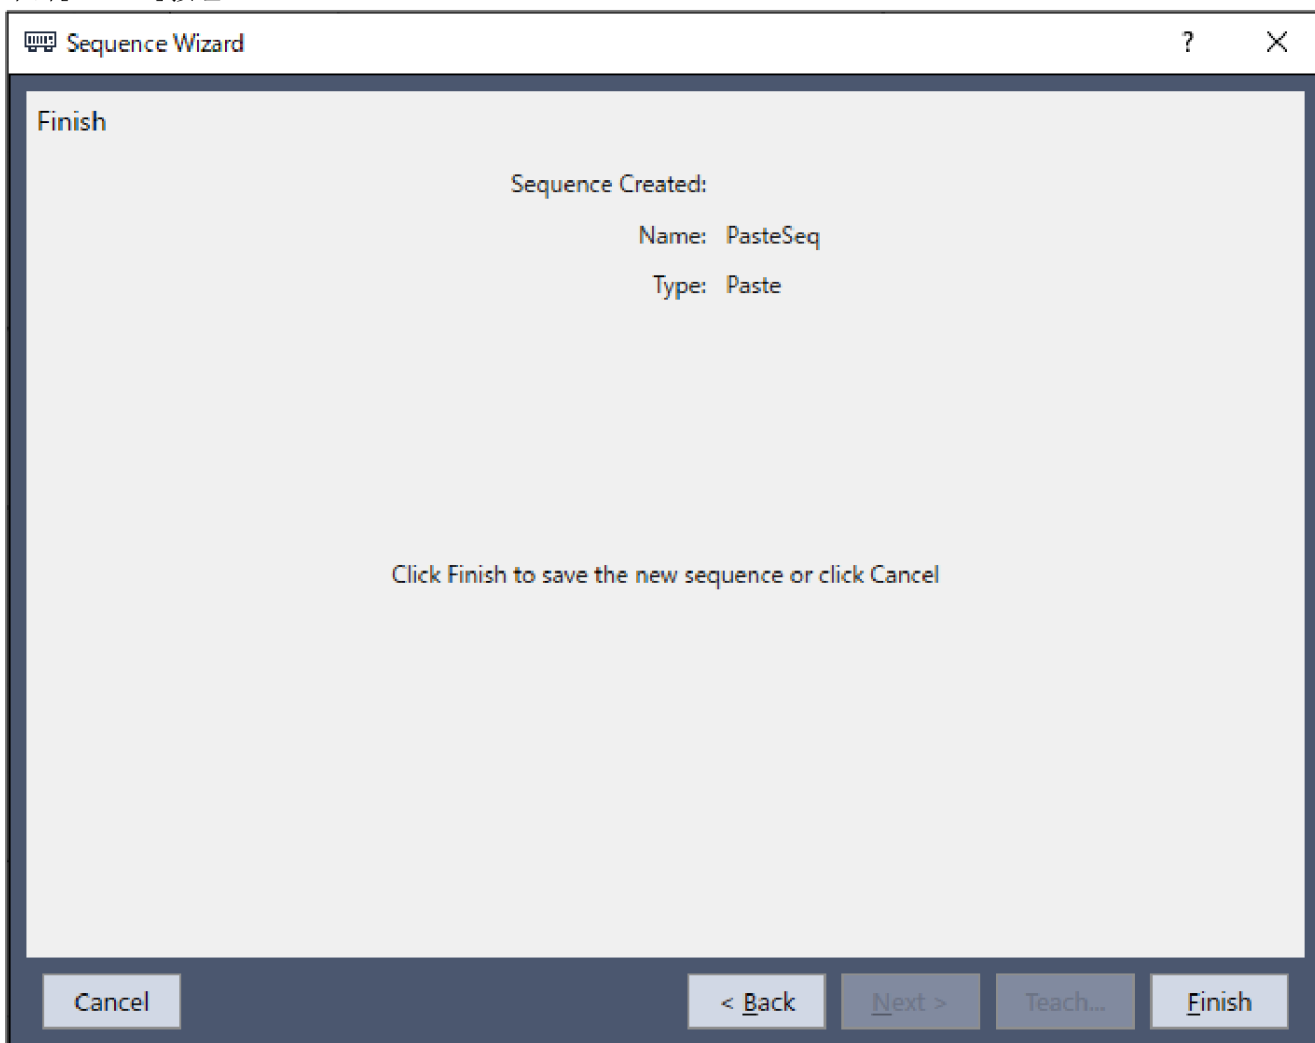 Sequence Wizard
Finish
Sequence Created:
Name: PasteSeq
Type: Paste
Click Finish to save the new sequence or click Cancel
Cancel
< Back
Next >
Teach...
Finish